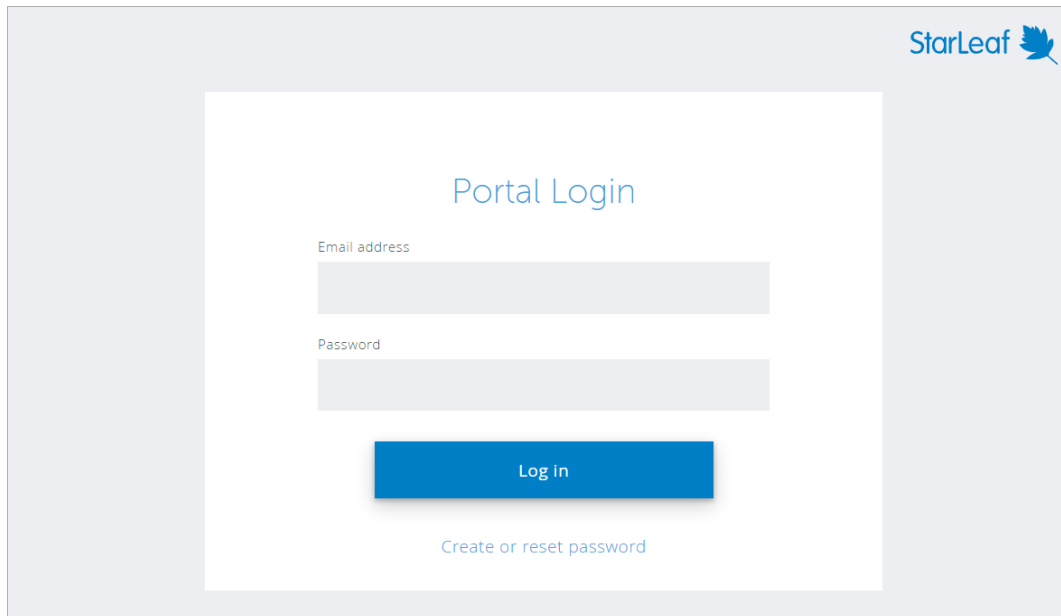 StarLeaf
Portal Login
Email address
Password
Log in
Create or reset password